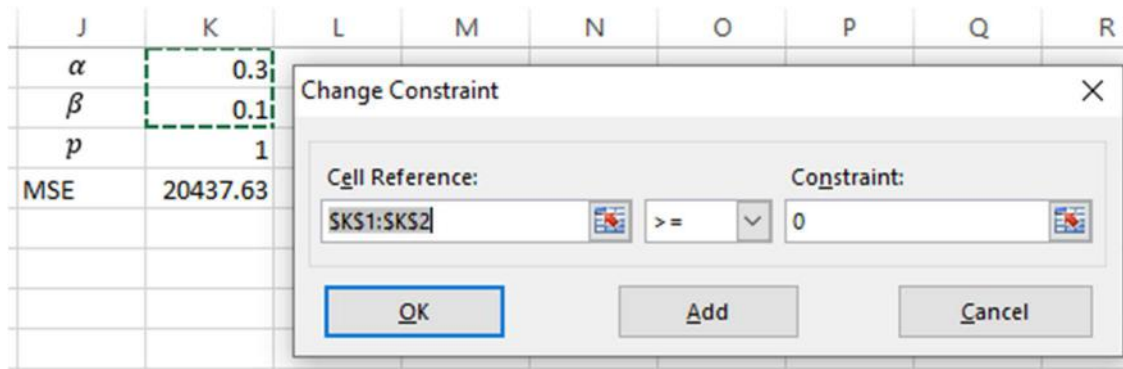 J K L M N O P Q R
α 0.3
β 0.1
p 1
MSE 20437.63
Change Constraint
Cell Reference: Constraint:
$K$1:$K$2 >= 0
OK Add Cancel